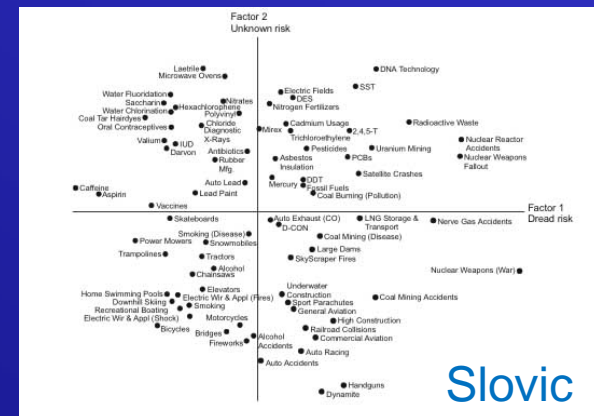 Factor 2
Unknown risk
Laetrile
Microwave Ovens
DNA Technology
Water Fluoridation
Saccharin
Nitrates
Electric Fields
SST
DES
Hexachlorophene
Nitrogen Fertilizers
Water Chlorination
Polyvinyl
Coal Tar Hairdyes
Chloride
Oral Contraceptives
Diagnostic
X-Rays
Mirex
Cadmium Usage
Trichloroethylene
2,4,5-T
Radioactive Waste
Valium
IUD
Darvon
Antibiotics
Rubber
Mfg.
Pesticides
Asbestos
Insulation
PCBs
Uranium Mining
Nuclear Reactor
Accidents
Nuclear Weapons
Fallout
Satellite Crashes
Auto Lead
Mercury
DDT
Fossil Fuels
Coal Burning (Pollution)
Caffeine
Aspirin
Lead Paint
Vaccines
Factor 1
Dread risk
Skateboards
Auto Exhaust (CO)
D-CON
LNG Storage &
Transport
Nerve Gas Accidents
Smoking (Disease)
Power Mowers
Snowmobiles
Coal Mining (Disease)
Trampolines
Tractors
Large Dams
SkyScraper Fires
Alcohol
Chainsaws
Nuclear Weapons (War)
Elevators
Underwater
Construction
Home Swimming Pools
Electric Wir & Appl (Fires)
Downhill Skiing
Smoking
Sport Parachutes
Coal Mining Accidents
Recreational Boating
General Aviation
Electric Wir & Appl (Shock)
Motorcycles
High Construction
Bicycles
Bridges
Railroad Collisions
Fireworks
Alcohol
Accidents
Commercial Aviation
Auto Racing
Auto Accidents
Handguns
Dynamite
Slovic